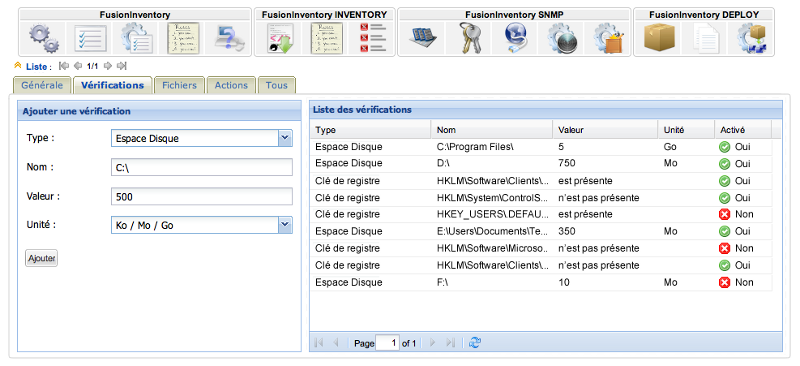 FusionInventory FusionInventory INVENTORY FusionInventory SNMP FusionInventory DEPLOY
Liste : 1/1
Générale Vérifications Fichiers Actions Tous
Ajouter une vérification
Type : Espace Disque
Nom : C:\
Valeur : 500
Unité : Ko / Mo / Go
Ajouter
Liste des vérifications
Type Nom Valeur Unité Activé
Espace Disque C:\Program Files\ 5 Go Oui
Espace Disque D:\ 750 Mo Oui
Clé de registre HKLM\Software\Clients\... est présente Oui
Clé de registre HKLM\System\ControlS... n'est pas présente Oui
Clé de registre HKEY_USERS\.DEFAU... est présente Non
Espace Disque E:\Users\Documents\Te... 350 Mo Oui
Clé de registre HKLM\Software\Microso... n'est pas présente Non
Clé de registre HKLM\Software\Clients\... n'est pas présente Oui
Espace Disque F:\ 10 Mo Non
Page 1 of 1